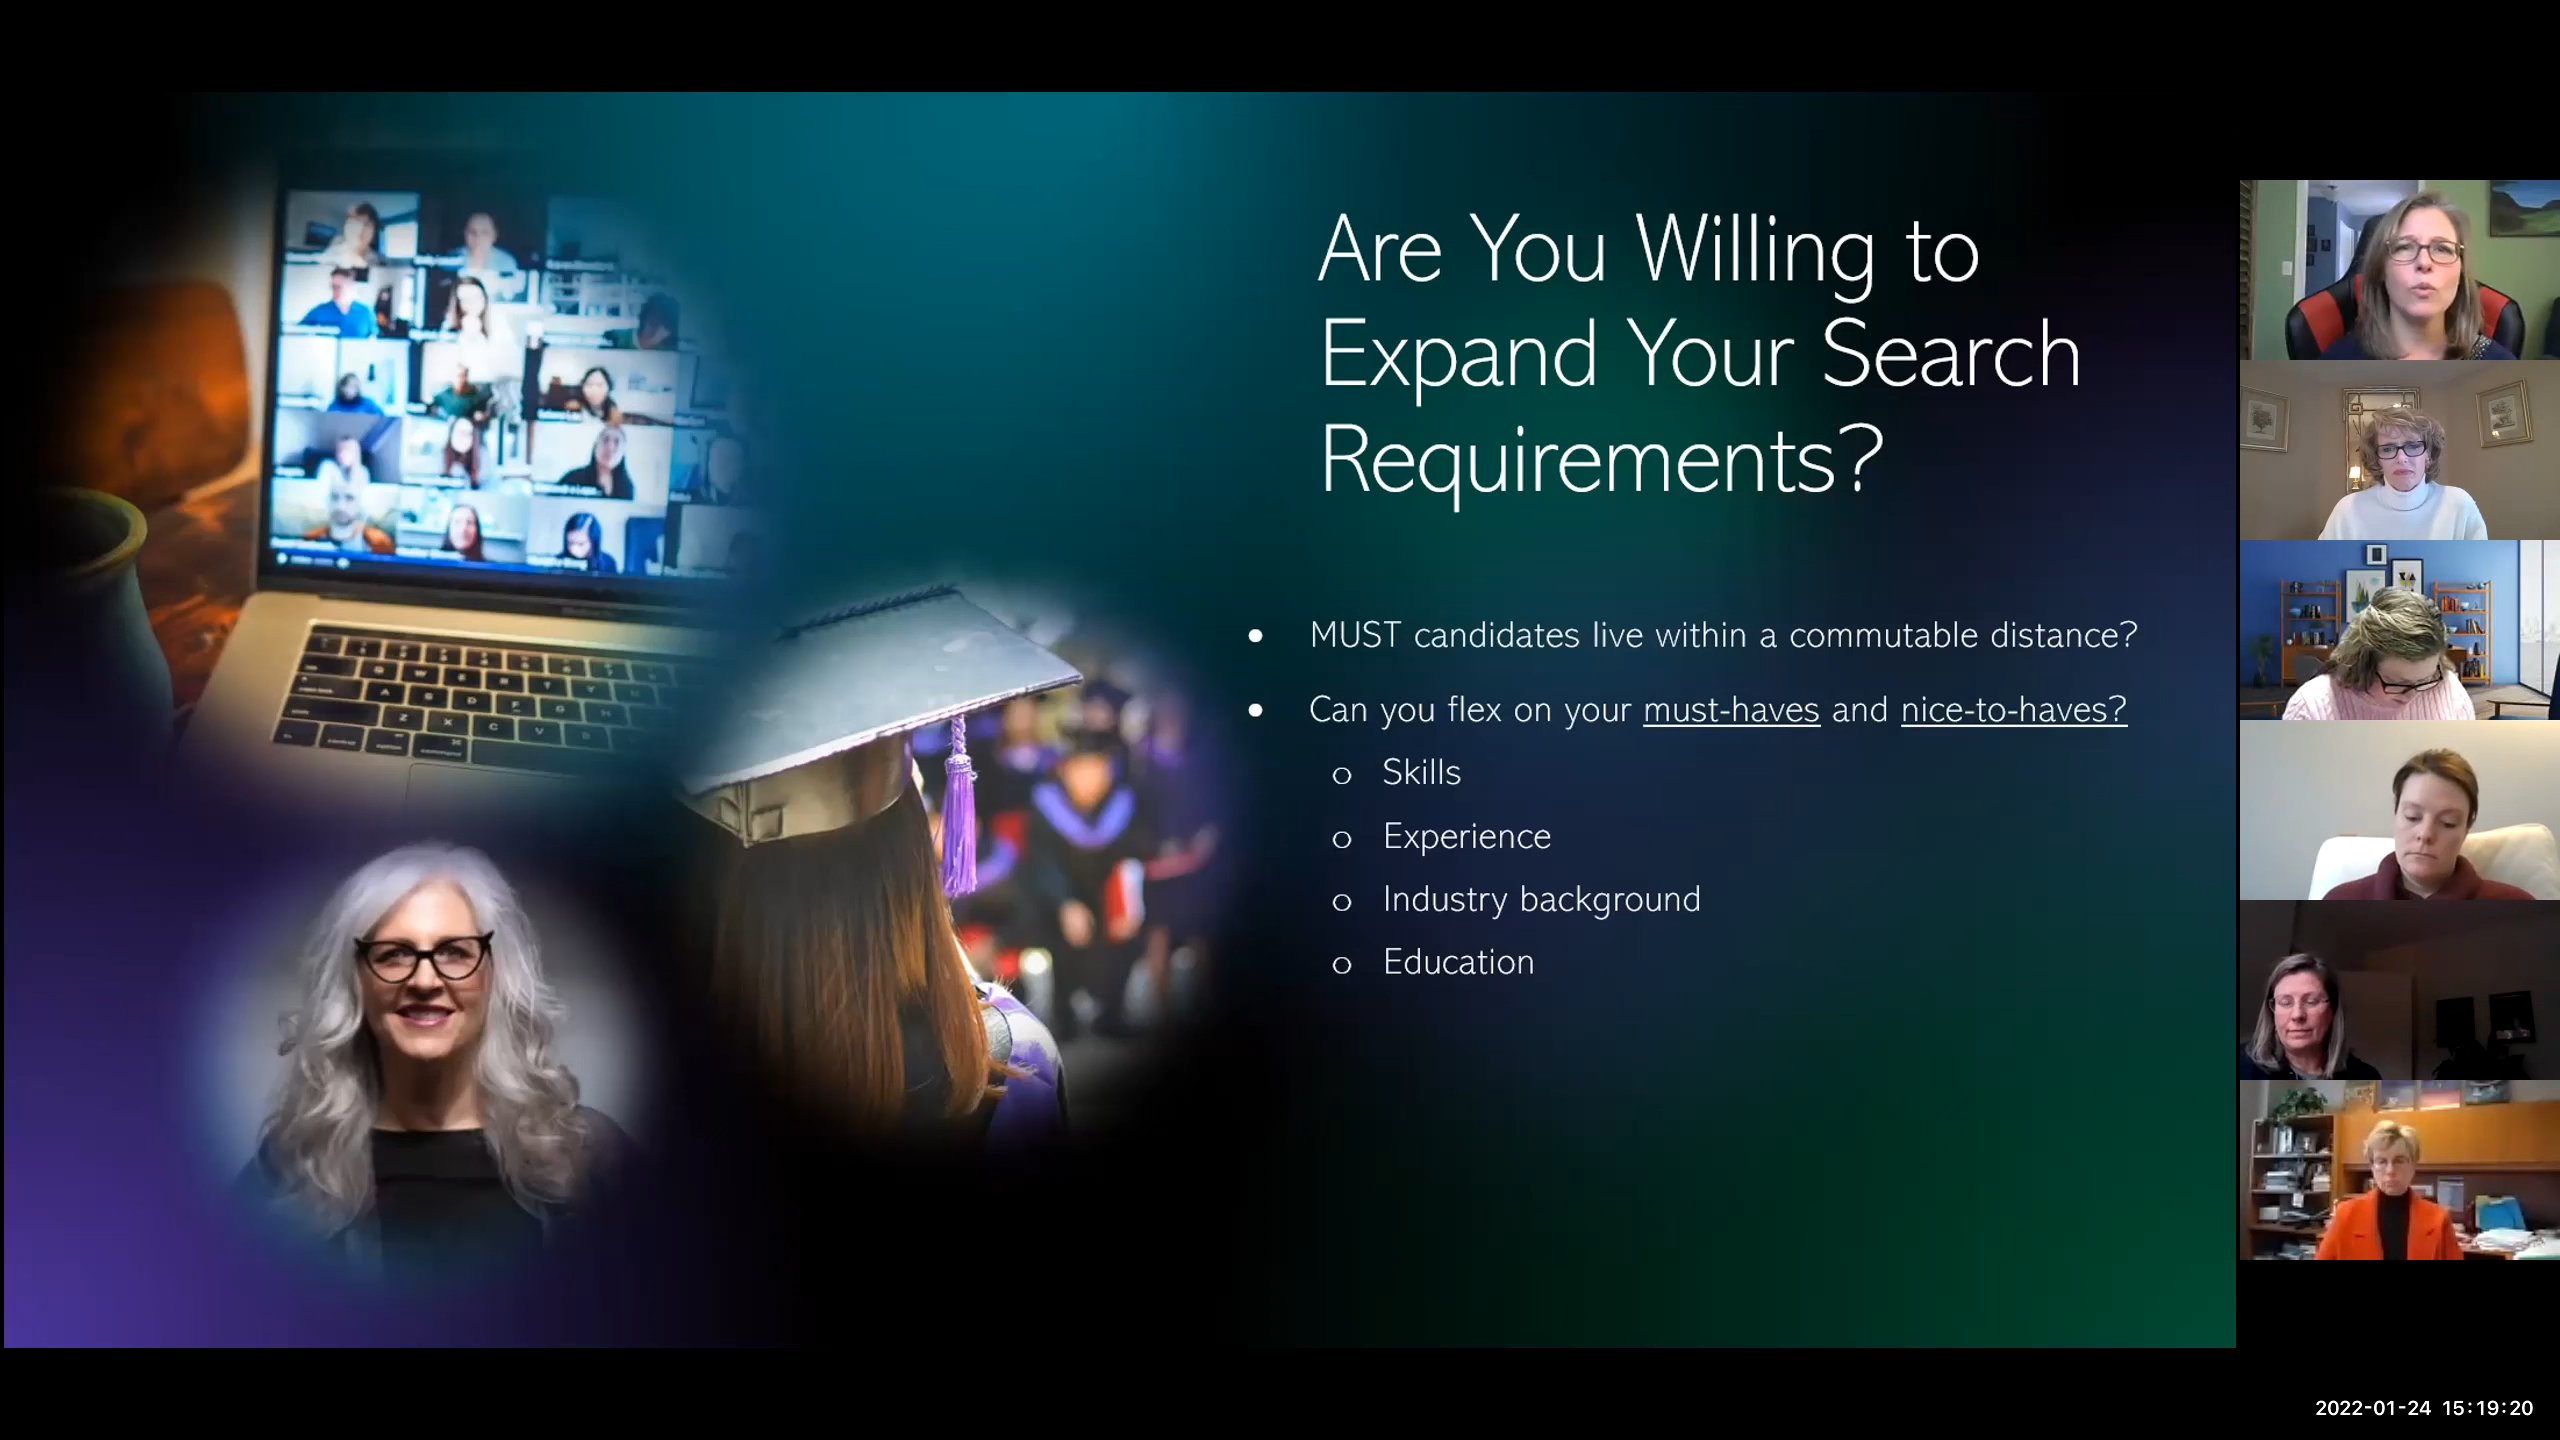 Are You Willing to
Expand Your Search
Requirements?
• MUST candidates live within a commutable distance?
• Can you flex on your must-haves and nice-to-haves?
o Skills
o Experience
o Industry background
o Education
2022-01-24 15:19:20